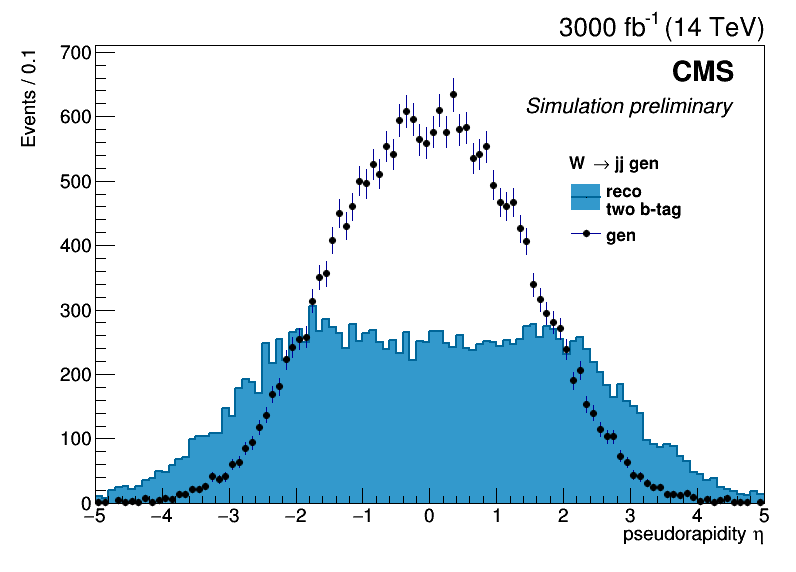 3000 fb⁻¹ (14 TeV)
CMS
Simulation preliminary
W → jj gen
reco
two b-tag
gen
Events / 0.1
700
600
500
400
300
200
100
0
−5 −4 −3 −2 −1 0 1 2 3 4 5
pseudorapidity η